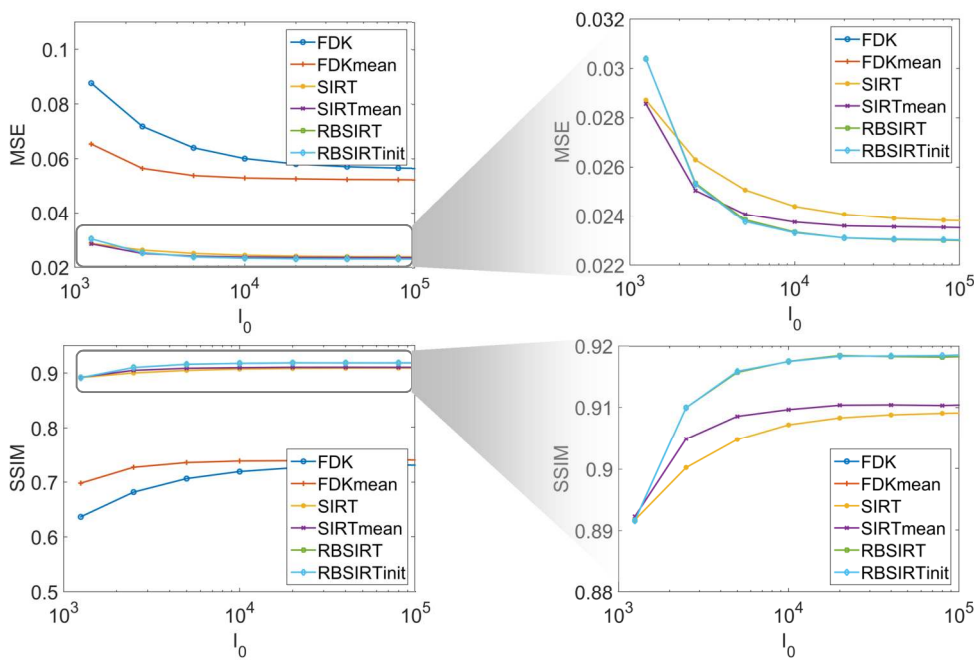 0.1
0.08
0.06
0.04
0.02
MSE
10^3
10^4
10^5
I_0
FDK
FDKmean
SIRT
SIRTmean
RBSIRT
RBSIRTinit
0.032
0.03
0.028
0.026
0.024
0.022
MSE
10^3
10^4
10^5
I_0
FDK
FDKmean
SIRT
SIRTmean
RBSIRT
RBSIRTinit
0.9
0.8
0.7
0.6
0.5
SSIM
10^3
10^4
10^5
I_0
FDK
FDKmean
SIRT
SIRTmean
RBSIRT
RBSIRTinit
0.92
0.91
0.9
0.89
0.88
SSIM
10^3
10^4
10^5
I_0
FDK
FDKmean
SIRT
SIRTmean
RBSIRT
RBSIRTinit